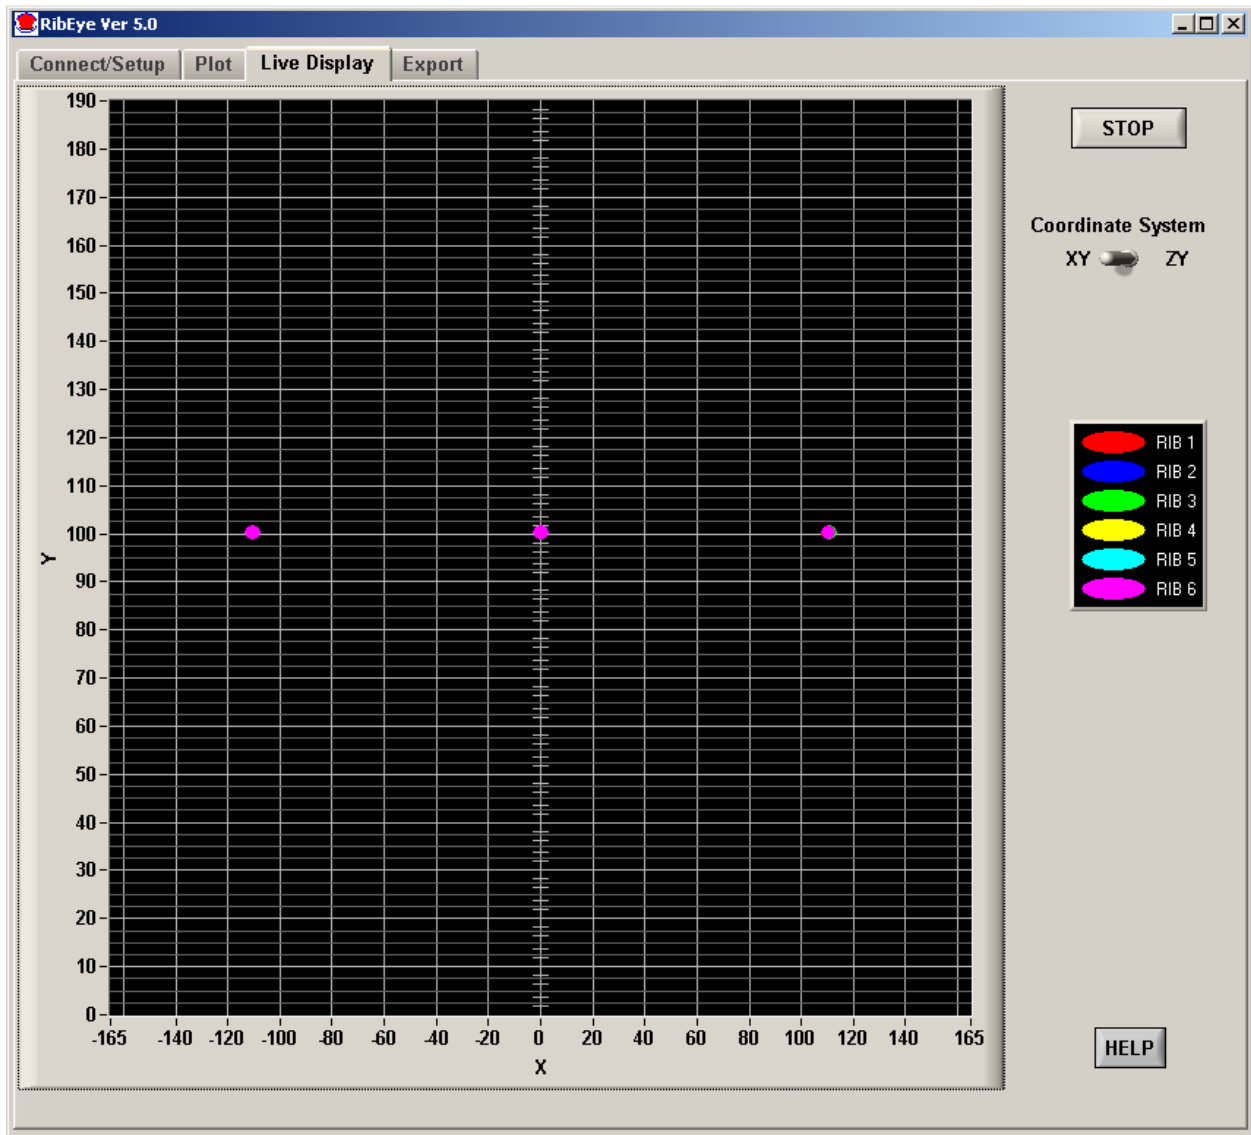 RibEye Ver 5.0
Connect/Setup Plot Live Display Export
190
180
170
160
150
140
130
120
110
100
90
80
70
60
50
40
30
20
10
0
Y
-165 -140 -120 -100 -80 -60 -40 -20 0 20 40 60 80 100 120 140 165
X
STOP
Coordinate System
XY ZY
RIB 1
RIB 2
RIB 3
RIB 4
RIB 5
RIB 6
HELP